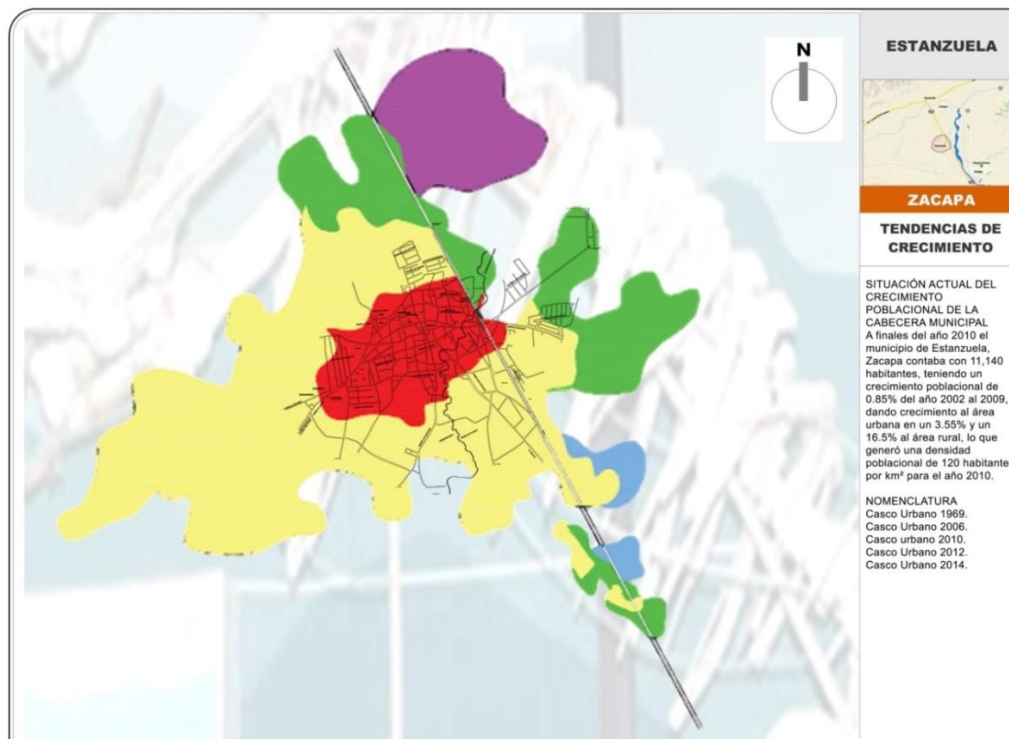 N
ESTANZUELA
ZACAPA
TENDENCIAS DE
CRECIMIENTO
SITUACIÓN ACTUAL DEL
CRECIMIENTO
POBLACIONAL DE LA
CABECERA MUNICIPAL
A finales del año 2010 el
municipio de Estanzuela,
Zacapa contaba con 11,140
habitantes, teniendo un
crecimiento poblacional de
0.85% del año 2002 al 2009,
dando crecimiento al área
urbana en un 3.55% y un
16.5% al área rural, lo que
generó una densidad
poblacional de 120 habitante
por km² para el año 2010.
NOMENCLATURA
Casco Urbano 1969.
Casco Urbano 2006.
Casco urbano 2010.
Casco Urbano 2012.
Casco Urbano 2014.